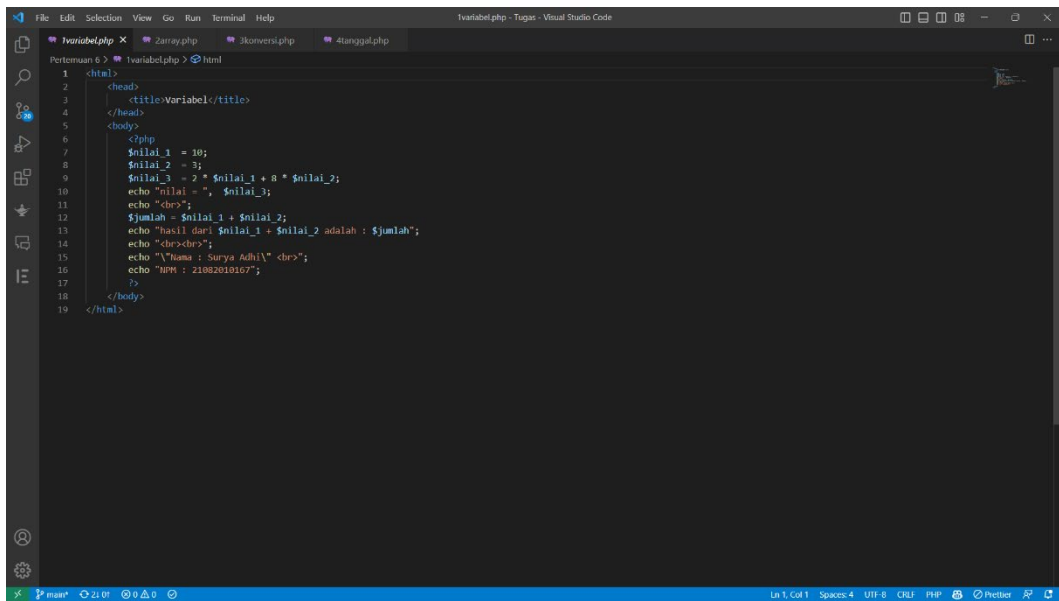 File Edit Selection View Go Run Terminal Help 1variabel.php - Tugas - Visual Studio Code
1variabel.php 2array.php 3konversi.php 4tanggal.php
Pertemuan 6 > 1variabel.php > html
1 <html>
2 <head>
3 <title>Variabel</title>
4 </head>
5 <body>
6 <?php
7 $nilai_1 = 10;
8 $nilai_2 = 3;
9 $nilai_3 = 2 * $nilai_1 + 8 * $nilai_2;
10 echo "nilai = ", $nilai_3;
11 echo "<br>";
12 $jumlah = $nilai_1 + $nilai_2;
13 echo "hasil dari $nilai_1 + $nilai_2 adalah : $jumlah";
14 echo "<br><br>";
15 echo "\"Nama : Surya Adhi\" <br>";
16 echo "NPM : 21082010167";
17 ?>
18 </body>
19 </html>
20
main* 2↓ 0↑ 0 0 Ln 1, Col 1 Spaces: 4 UTF-8 CRLF PHP Prettier